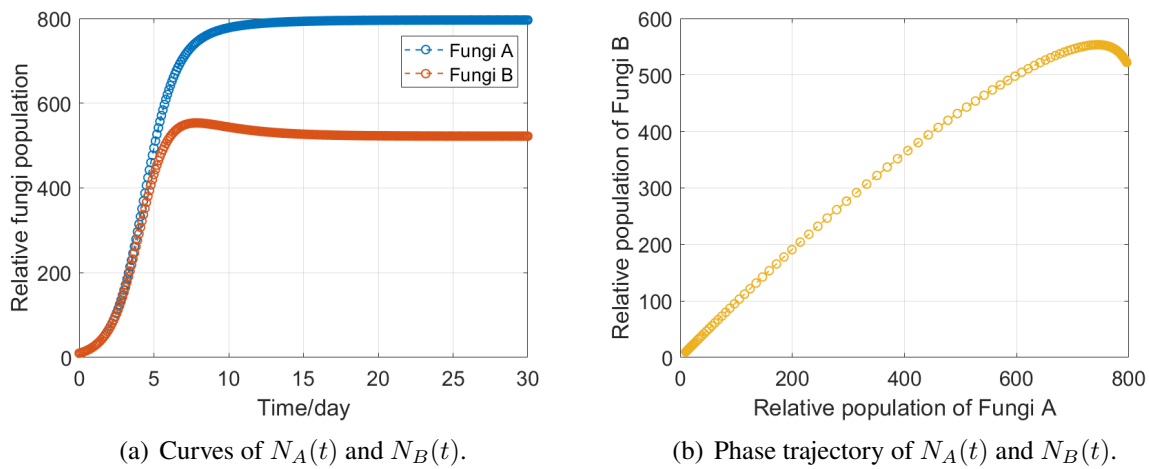 Relative fungi population
800
600
400
200
0
0 5 10 15 20 25 30
Time/day
Fungi A
Fungi B
(a) Curves of N_A(t) and N_B(t).
Relative population of Fungi B
600
500
400
300
200
100
0
0 200 400 600 800
Relative population of Fungi A
(b) Phase trajectory of N_A(t) and N_B(t).